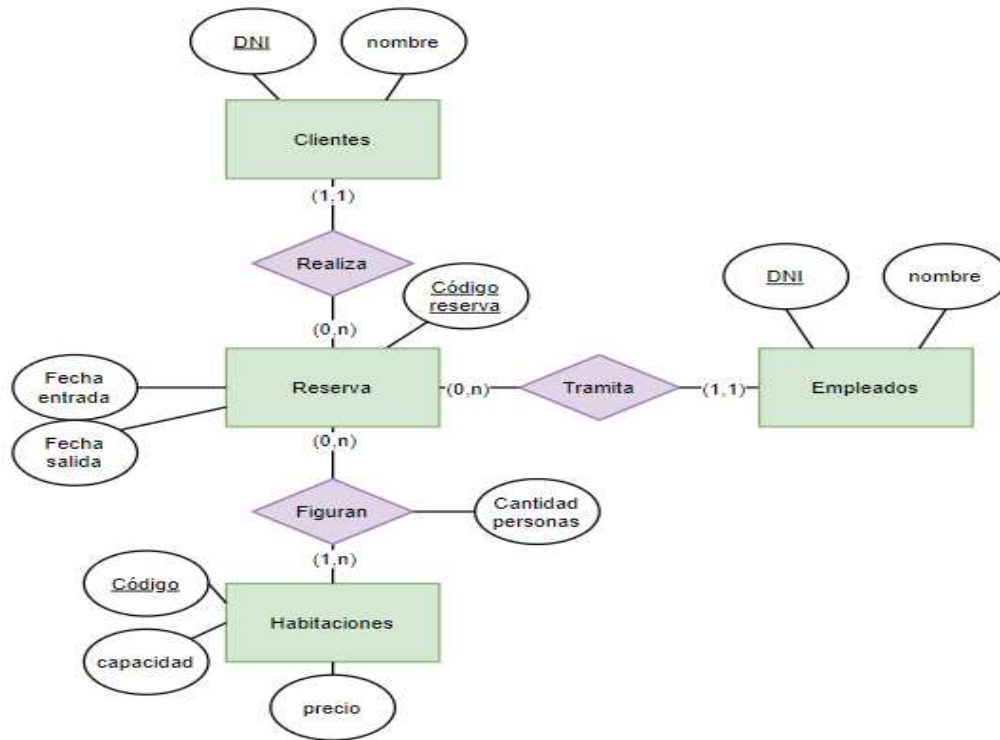 DNI
nombre
Clientes
(1,1)
Realiza
(0,n)
Código
reserva
DNI
nombre
Fecha
entrada
Reserva
(0,n)
Tramita
(1,1)
Empleados
Fecha
salida
(0,n)
Figuran
Cantidad
personas
(1,n)
Código
Habitaciones
capacidad
precio